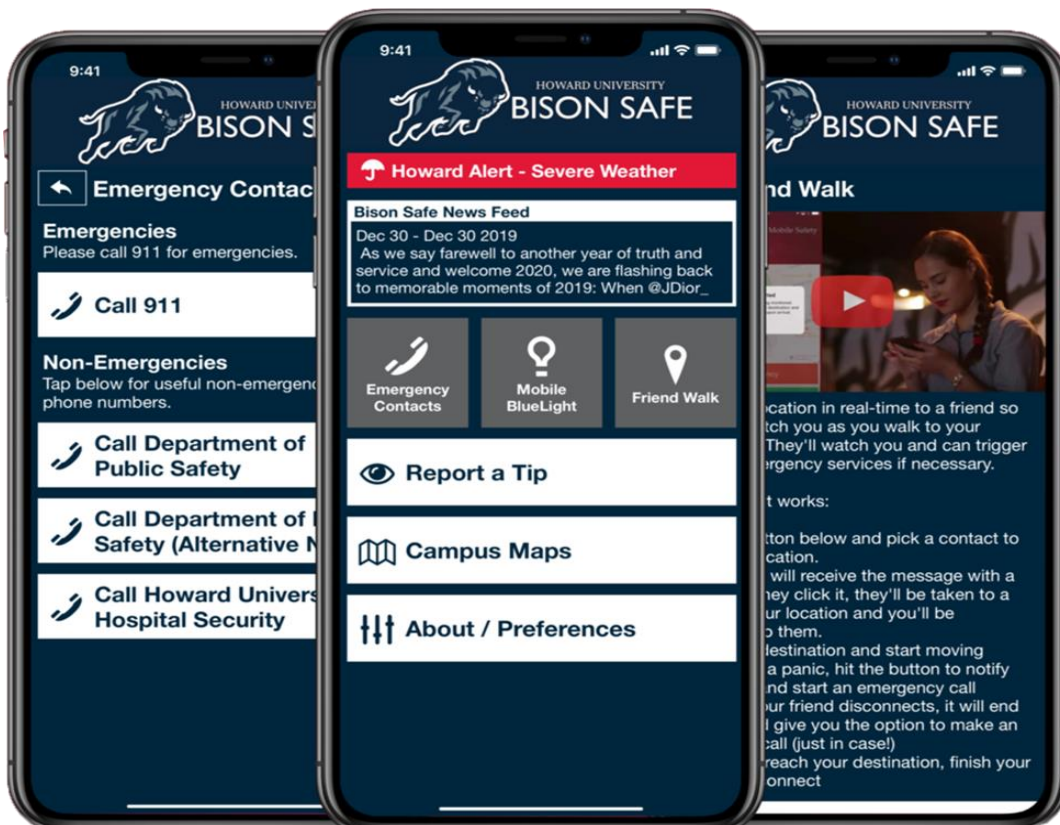 9:41
HOWARD UNIVE
BISON S
Emergency Contac
Emergencies
Please call 911 for emergencies.
Call 911
Non-Emergencies
Tap below for useful non-emergenc
phone numbers.
Call Department of
Public Safety
Call Department of
Safety (Alternative N
Call Howard Univers
Hospital Security
9:41
HOWARD UNIVERSITY
BISON SAFE
Howard Alert - Severe Weather
Bison Safe News Feed
Dec 30 - Dec 30 2019
As we say farewell to another year of truth and
service and welcome 2020, we are flashing back
to memorable moments of 2019: When @JDior_
Emergency
Contacts
Mobile
BlueLight
Friend Walk
Report a Tip
Campus Maps
About / Preferences
HOWARD UNIVERSITY
BISON SAFE
nd Walk
Mobile Safety
ocation in real-time to a friend so
tch you as you walk to your
They'll watch you and can trigger
ergency services if necessary.
t works:
tton below and pick a contact to
cation.
will receive the message with a
ey click it, they'll be taken to a
ur location and you'll be
o them.
destination and start moving
a panic, hit the button to notify
nd start an emergency call
our friend disconnects, it will end
l give you the option to make an
call (just in case!)
reach your destination, finish your
onnect